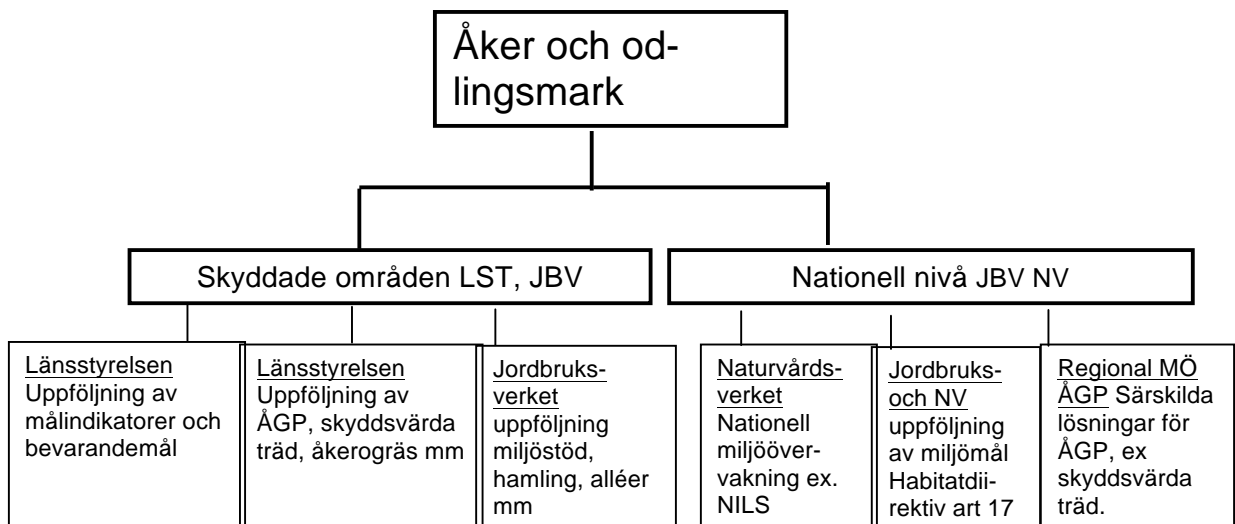 Åker och od-
lingsmark
Skyddade områden LST, JBV
Nationell nivå JBV NV
Länsstyrelsen
Uppföljning av
målindikatorer och
bevarandemål
Länsstyrelsen
Uppföljning av
ÅGP, skyddsvärda
träd, åkerogräs mm
Jordbruks-
verket
uppföljning
miljöstöd,
hamling, alléer
mm
Naturvårds-
verket
Nationell
miljööver-
vakning ex.
NILS
Jordbruks-
och NV
uppföljning
av miljömål
Habitatdii-
rektiv art 17
Regional MÖ
ÅGP Särskilda
lösningar för
ÅGP, ex
skyddsvärda
träd.